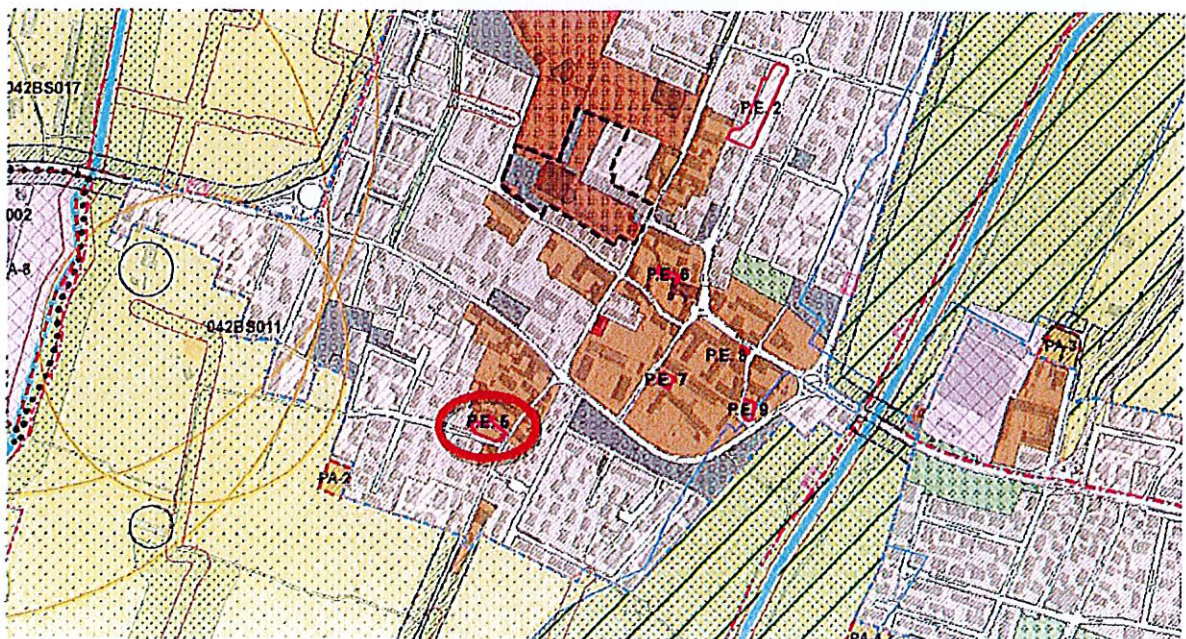 042BS017
P.E. 2
002
A-8
P.E. 6
042BS011
P.E. 8
PA-3
P.E. 7
P.E. 9
P.E. 5
PA-2